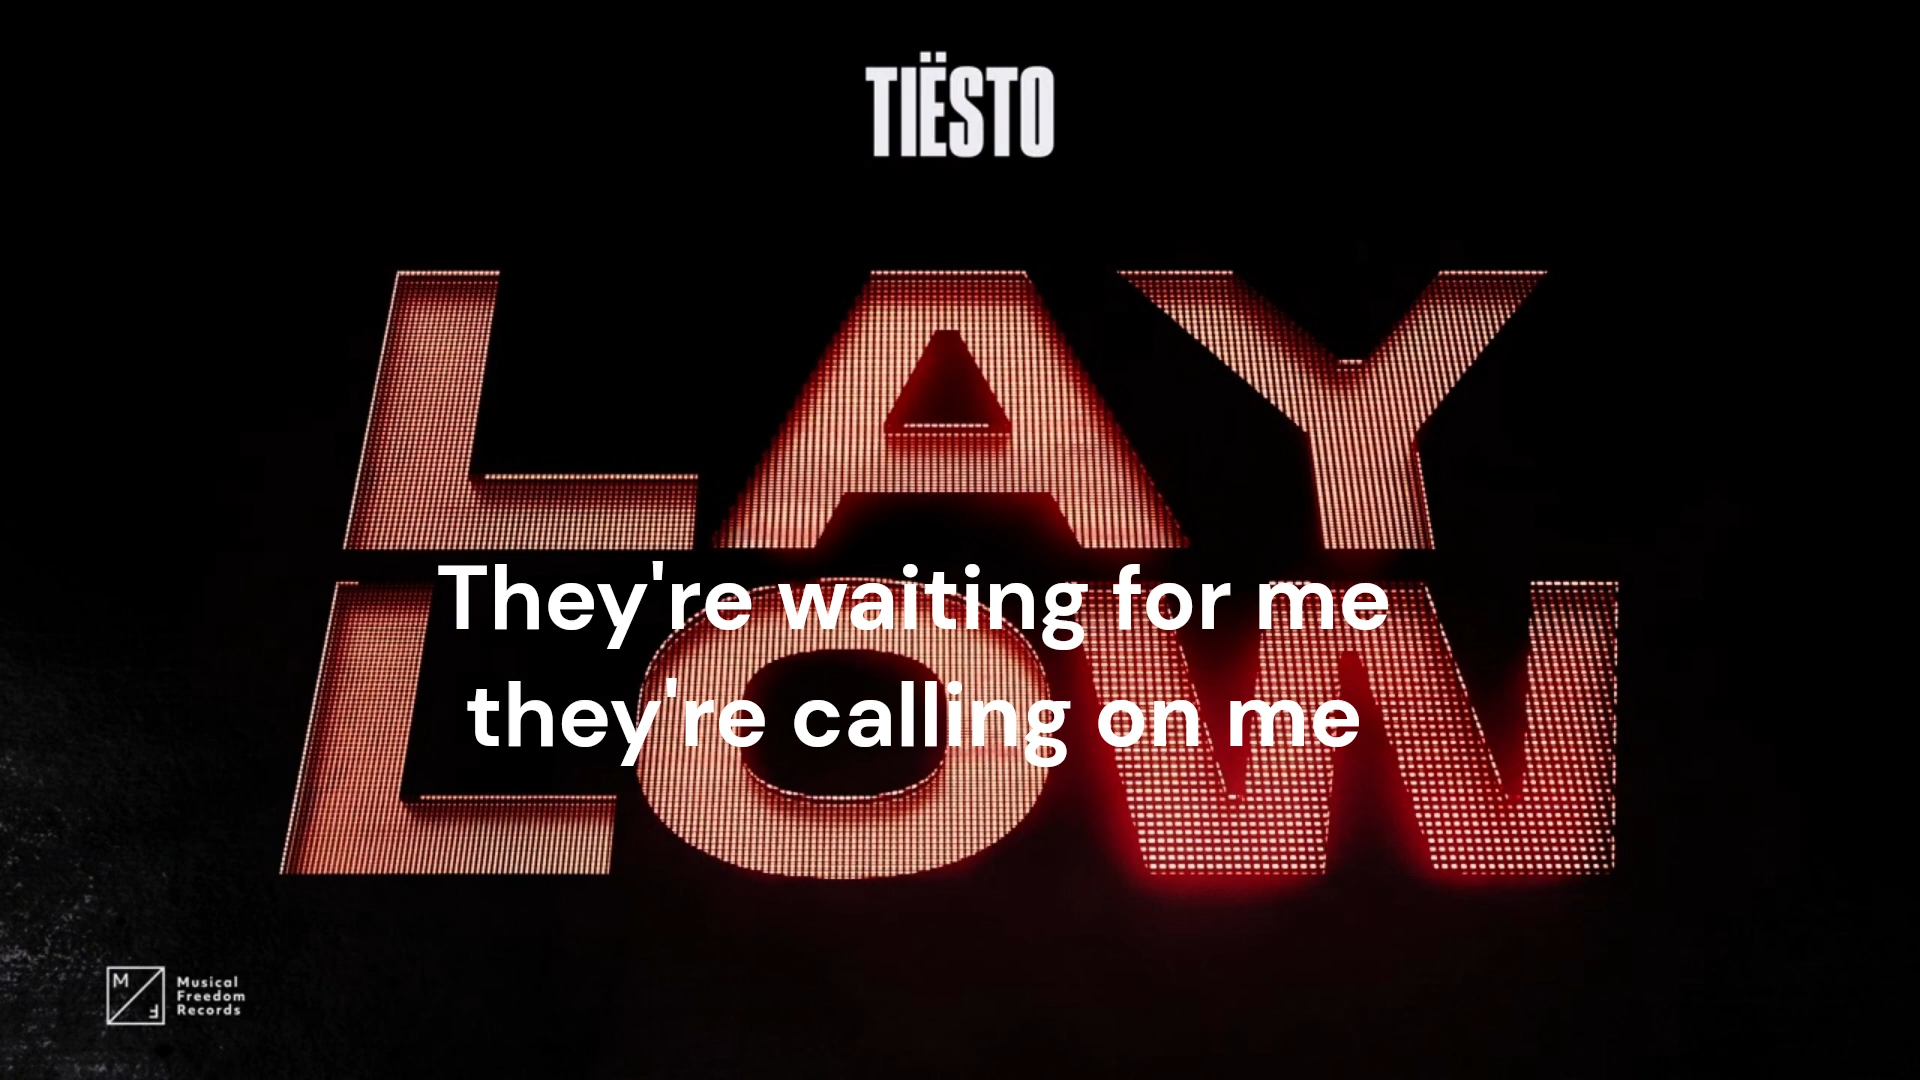 TIËSTO
LAY
LOW
They're waiting for me
they're calling on me
M
F
Musical
Freedom
Records